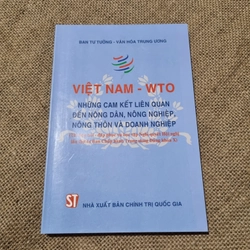 BAN TƯ TƯỞNG - VĂN HÓA TRUNG ƯƠNG
VIỆT NAM - WTO
NHỮNG CAM KẾT LIÊN QUAN
ĐẾN NÔNG DÂN, NÔNG NGHIỆP,
NÔNG THÔN VÀ DOANH NGHIỆP
ST
NHÀ XUẤT BẢN CHÍNH TRỊ QUỐC GIA